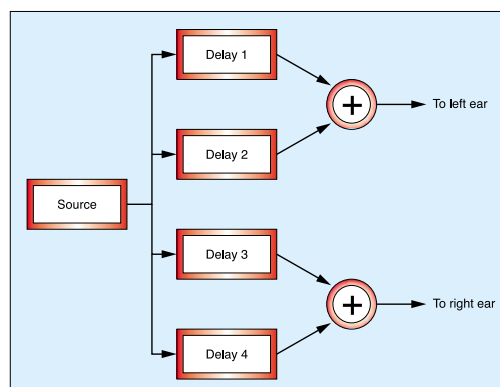 Delay 1
+
To left ear
Delay 2
Source
Delay 3
+
To right ear
Delay 4